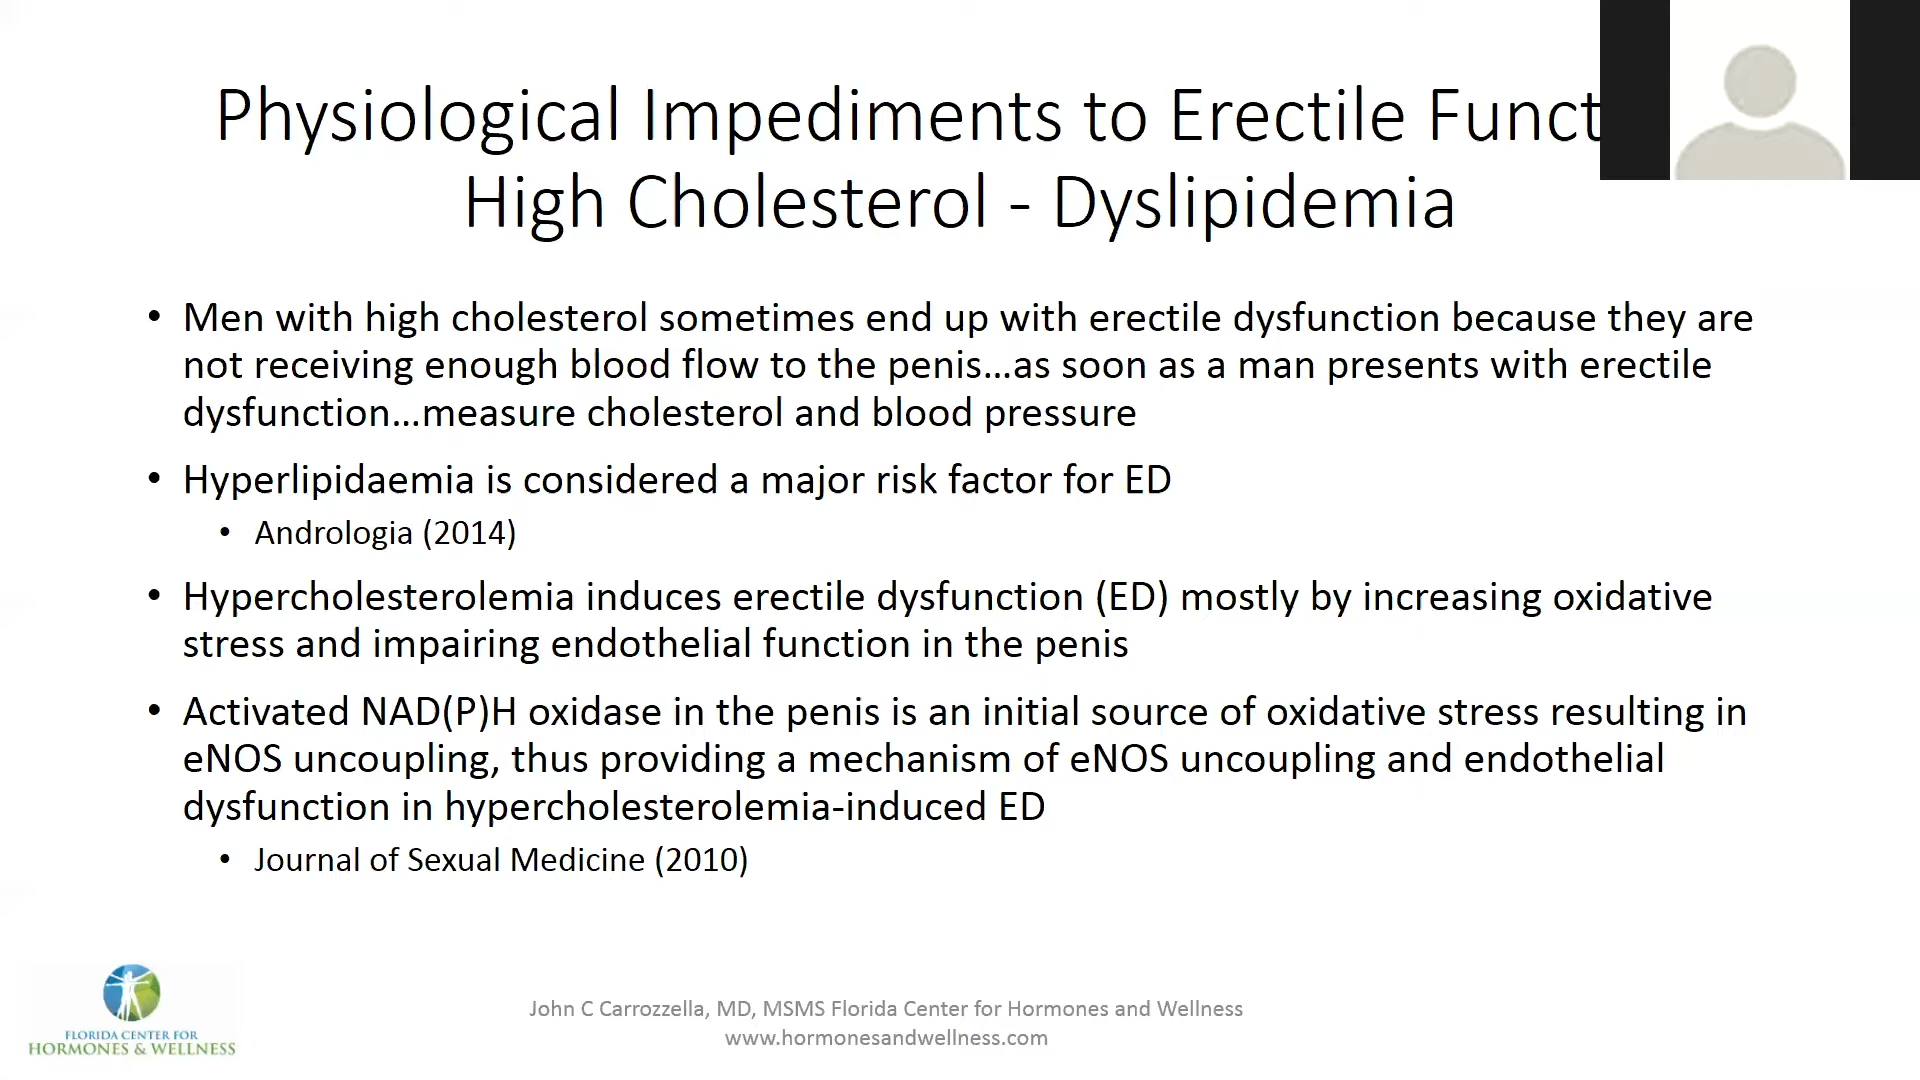 Physiological Impediments to Erectile Funct
High Cholesterol - Dyslipidemia
• Men with high cholesterol sometimes end up with erectile dysfunction because they are
not receiving enough blood flow to the penis…as soon as a man presents with erectile
dysfunction…measure cholesterol and blood pressure
• Hyperlipidaemia is considered a major risk factor for ED
• Andrologia (2014)
• Hypercholesterolemia induces erectile dysfunction (ED) mostly by increasing oxidative
stress and impairing endothelial function in the penis
• Activated NAD(P)H oxidase in the penis is an initial source of oxidative stress resulting in
eNOS uncoupling, thus providing a mechanism of eNOS uncoupling and endothelial
dysfunction in hypercholesterolemia-induced ED
• Journal of Sexual Medicine (2010)
FLORIDA CENTER FOR
HORMONES & WELLNESS
John C Carrozzella, MD, MSMS Florida Center for Hormones and Wellness
www.hormonesandwellness.com